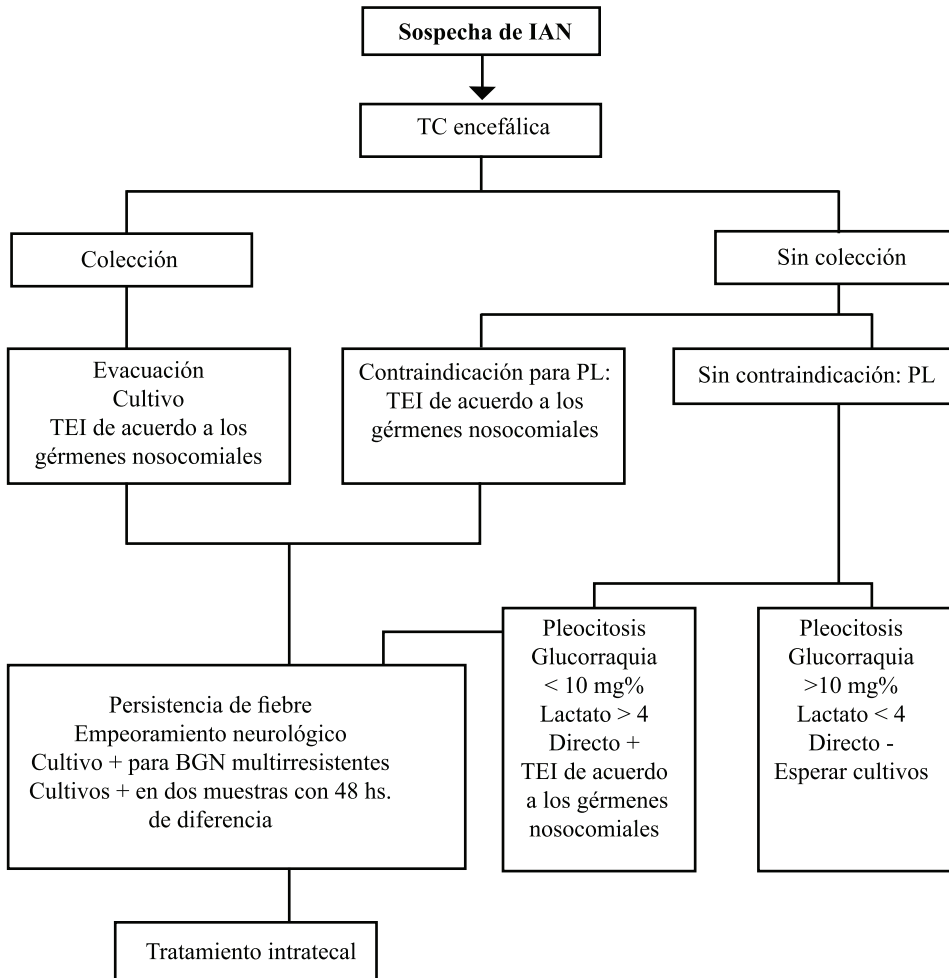 Sospecha de IAN
TC encefálica
Colección
Sin colección
Evacuación
Cultivo
TEI de acuerdo a los
gérmenes nosocomiales
Contraindicación para PL:
TEI de acuerdo a los
gérmenes nosocomiales
Sin contraindicación: PL
Persistencia de fiebre
Empeoramiento neurológico
Cultivo + para BGN multirresistentes
Cultivos + en dos muestras con 48 hs.
de diferencia
Pleocitosis
Glucorraquia
< 10 mg%
Lactato > 4
Directo +
TEI de acuerdo
a los gérmenes
nosocomiales
Pleocitosis
Glucorraquia
>10 mg%
Lactato < 4
Directo -
Esperar cultivos
Tratamiento intratecal